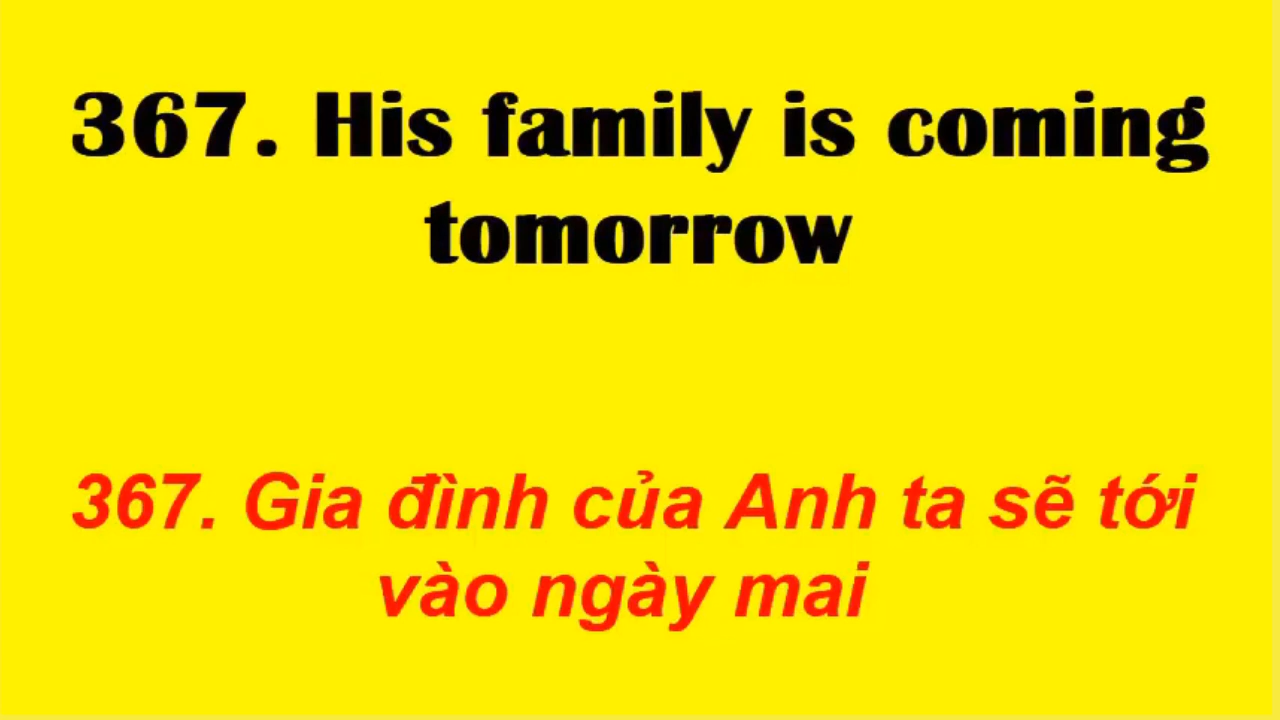 367. His family is coming
tomorrow
367. Gia đình của Anh ta sẽ tới
vào ngày mai